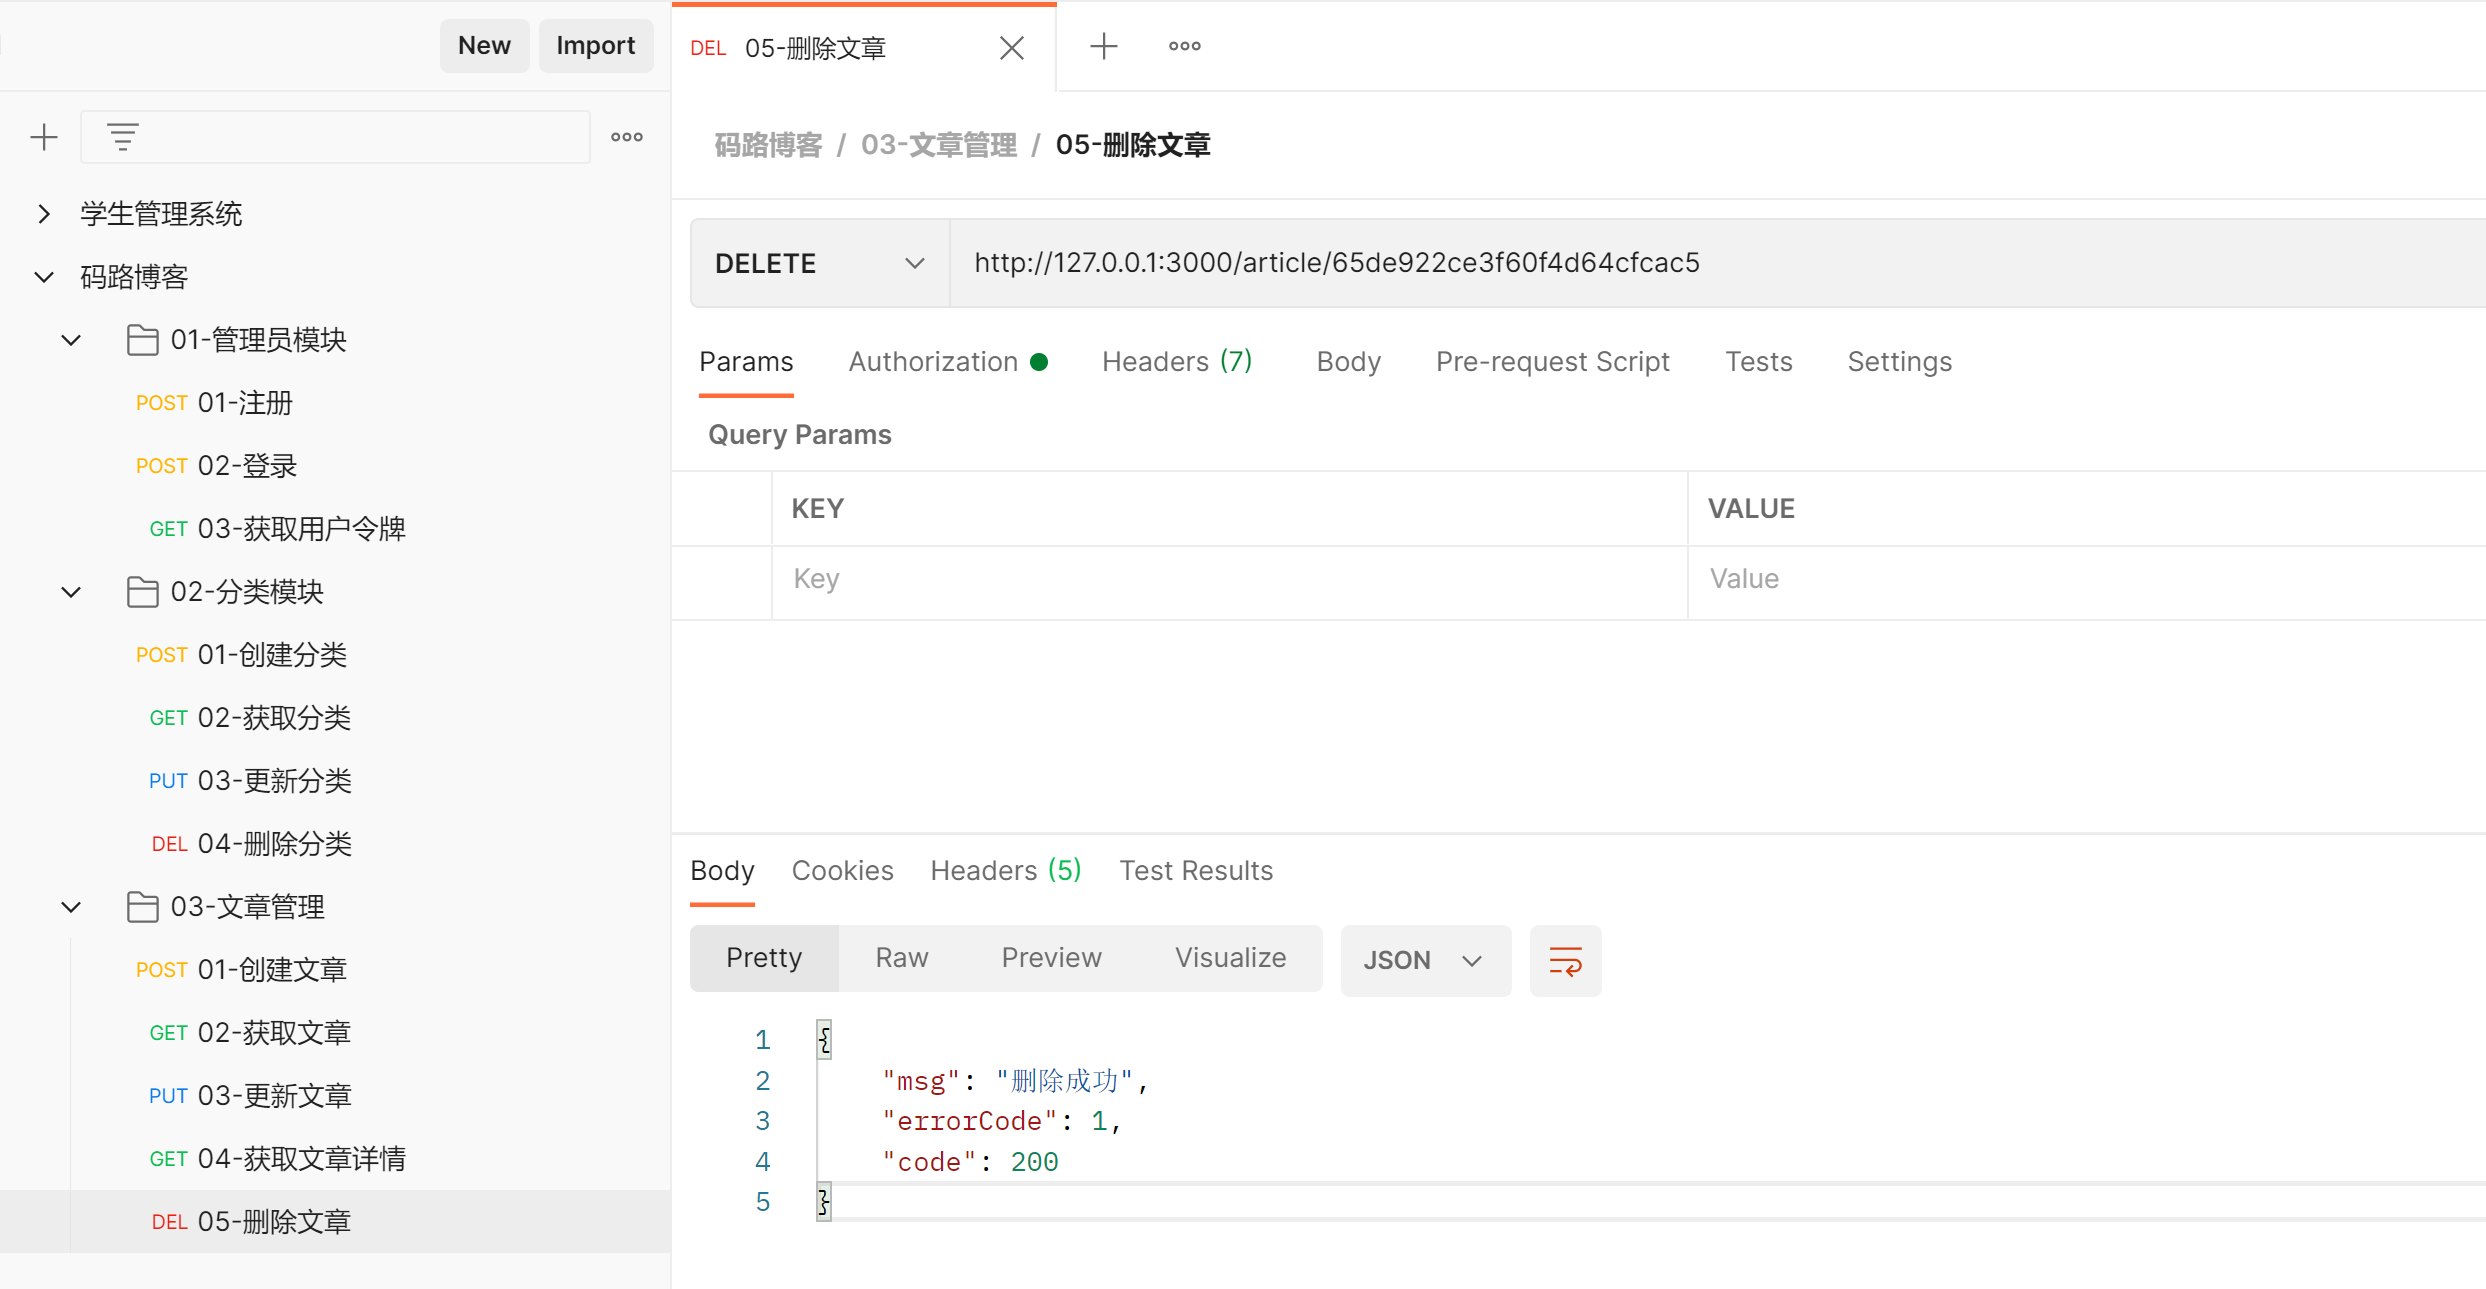 New Import
学生管理系统
码路博客
01-管理员模块
POST 01-注册
POST 02-登录
GET 03-获取用户令牌
02-分类模块
POST 01-创建分类
GET 02-获取分类
PUT 03-更新分类
DEL 04-删除分类
03-文章管理
POST 01-创建文章
GET 02-获取文章
PUT 03-更新文章
GET 04-获取文章详情
DEL 05-删除文章
DEL 05-删除文章
码路博客 / 03-文章管理 / 05-删除文章
DELETE http://127.0.0.1:3000/article/65de922ce3f60f4d64cfcac5
Params Authorization Headers (7) Body Pre-request Script Tests Settings
Query Params
KEY VALUE
Key Value
Body Cookies Headers (5) Test Results
Pretty Raw Preview Visualize JSON
1 {
2 "msg": "删除成功",
3 "errorCode": 1,
4 "code": 200
5 }